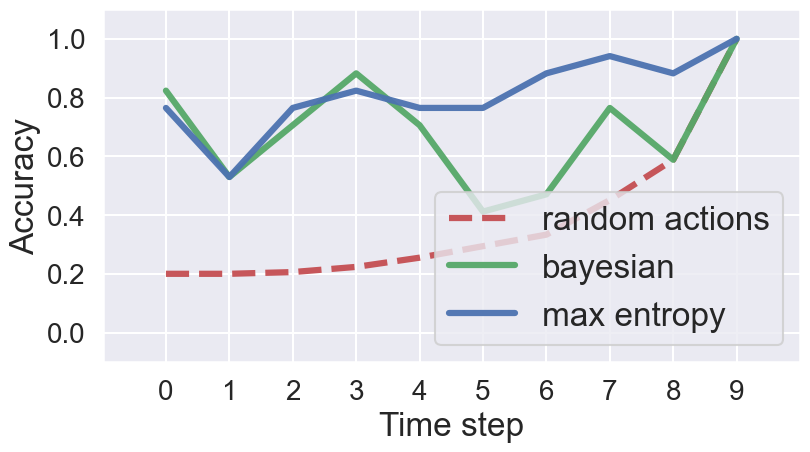 Accuracy
1.0
0.8
0.6
0.4
0.2
0.0
random actions
bayesian
max entropy
0 1 2 3 4 5 6 7 8 9
Time step